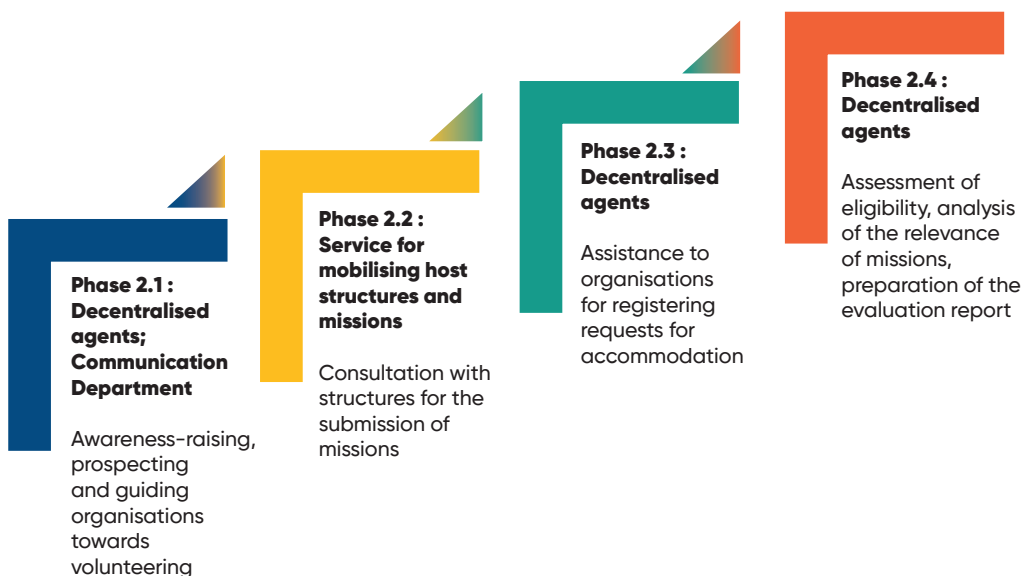 Phase 2.1 :
Decentralised
agents;
Communication
Department
Awareness-raising,
prospecting
and guiding
organisations
towards
volunteering
Phase 2.2 :
Service for
mobilising host
structures and
missions
Consultation with
structures for the
submission of
missions
Phase 2.3 :
Decentralised
agents
Assistance to
organisations
for registering
requests for
accommodation
Phase 2.4 :
Decentralised
agents
Assessment of
eligibility, analysis
of the relevance
of missions,
preparation of the
evaluation report